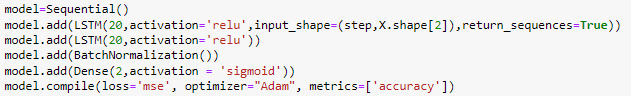 model=Sequential()
model.add(LSTM(20,activation='relu',input_shape=(step,X.shape[2]),return_sequences=True))
model.add(LSTM(20,activation='relu'))
model.add(BatchNormalization())
model.add(Dense(2,activation = 'sigmoid'))
model.compile(loss='mse', optimizer="Adam", metrics=['accuracy'])